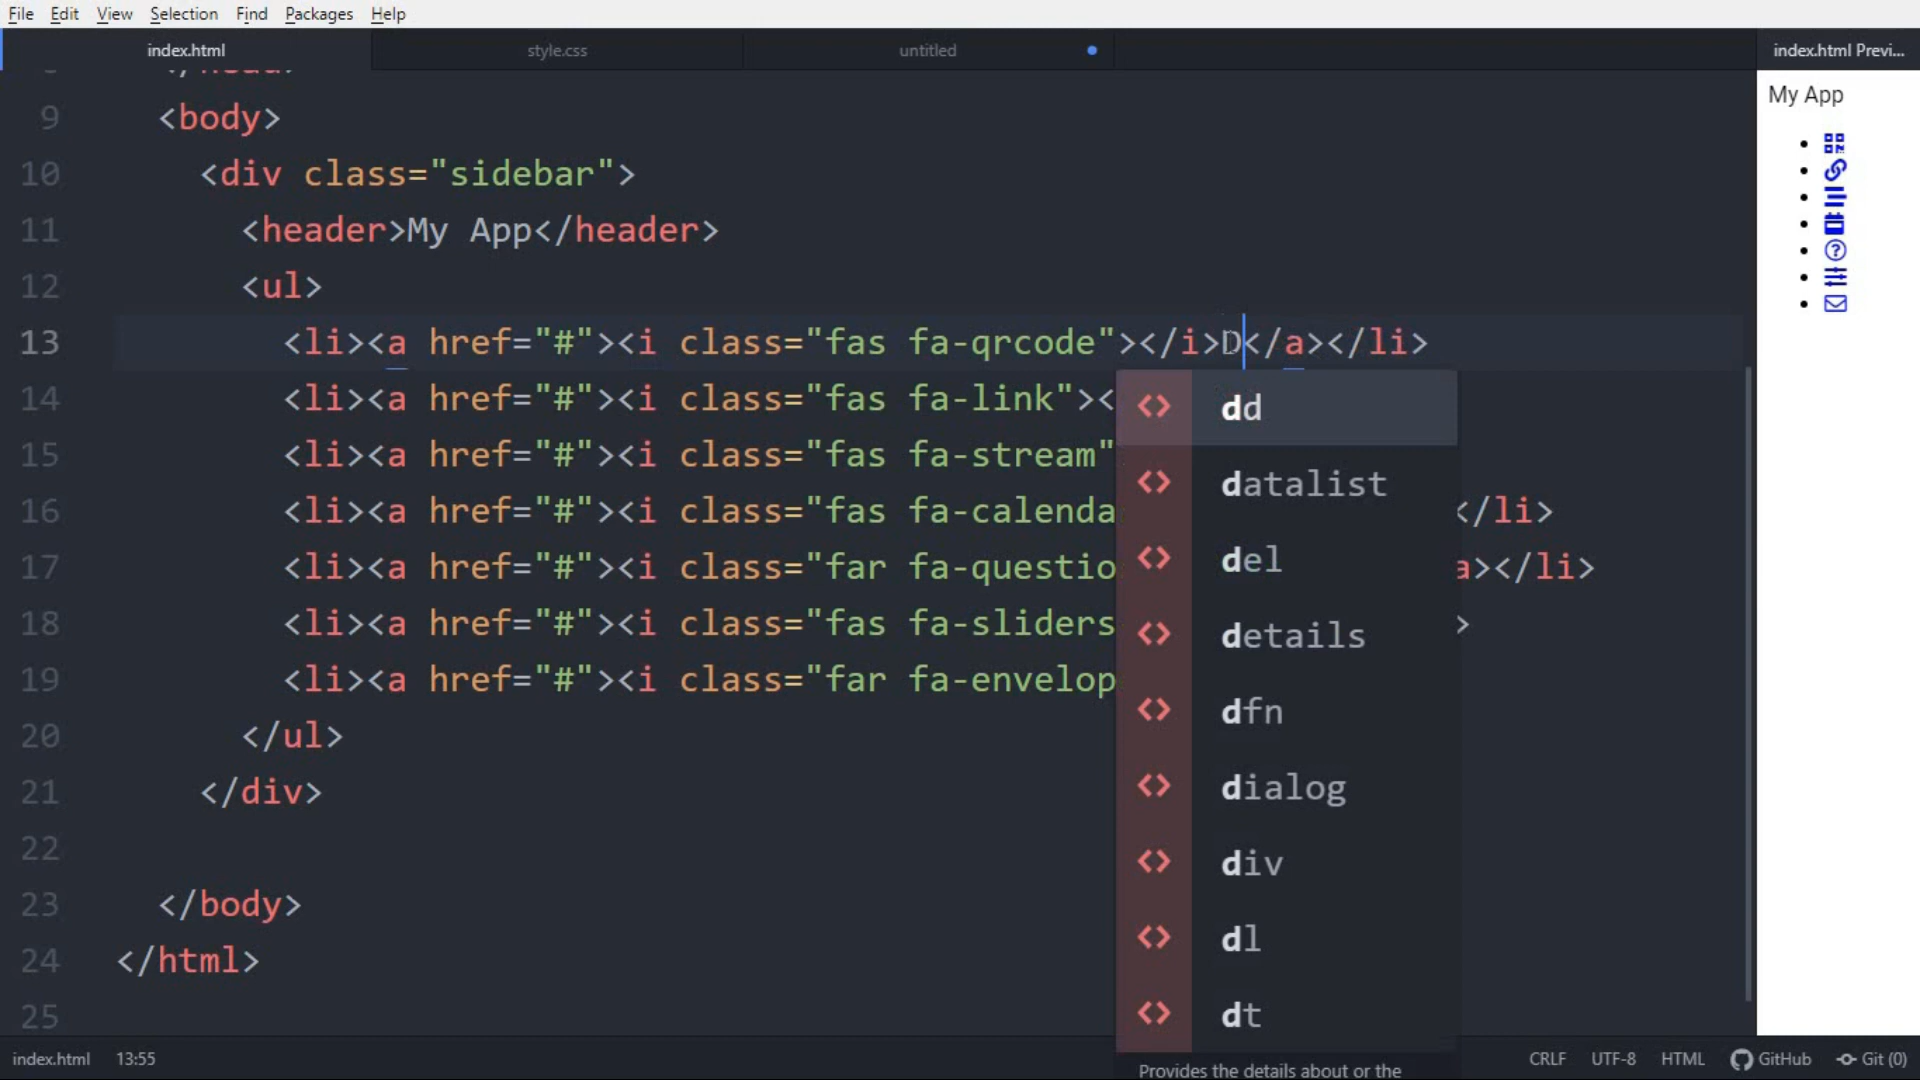 File Edit View Selection Find Packages Help
index.html style.css untitled index.html Previ...
9 <body>
10 <div class="sidebar">
11 <header>My App</header>
12 <ul>
13 <li><a href="#"><i class="fas fa-qrcode"></i>D</a></li>
14 <li><a href="#"><i class="fas fa-link"><
15 <li><a href="#"><i class="fas fa-stream"
16 <li><a href="#"><i class="fas fa-calenda </li>
17 <li><a href="#"><i class="far fa-questio a></li>
18 <li><a href="#"><i class="fas fa-sliders >
19 <li><a href="#"><i class="far fa-envelop
20 </ul>
21 </div>
22
23 </body>
24 </html>
25
<> dd
<> datalist
<> del
<> details
<> dfn
<> dialog
<> div
<> dl
<> dt
Provides the details about or the
My App
index.html 13:55 CRLF UTF-8 HTML GitHub Git (0)